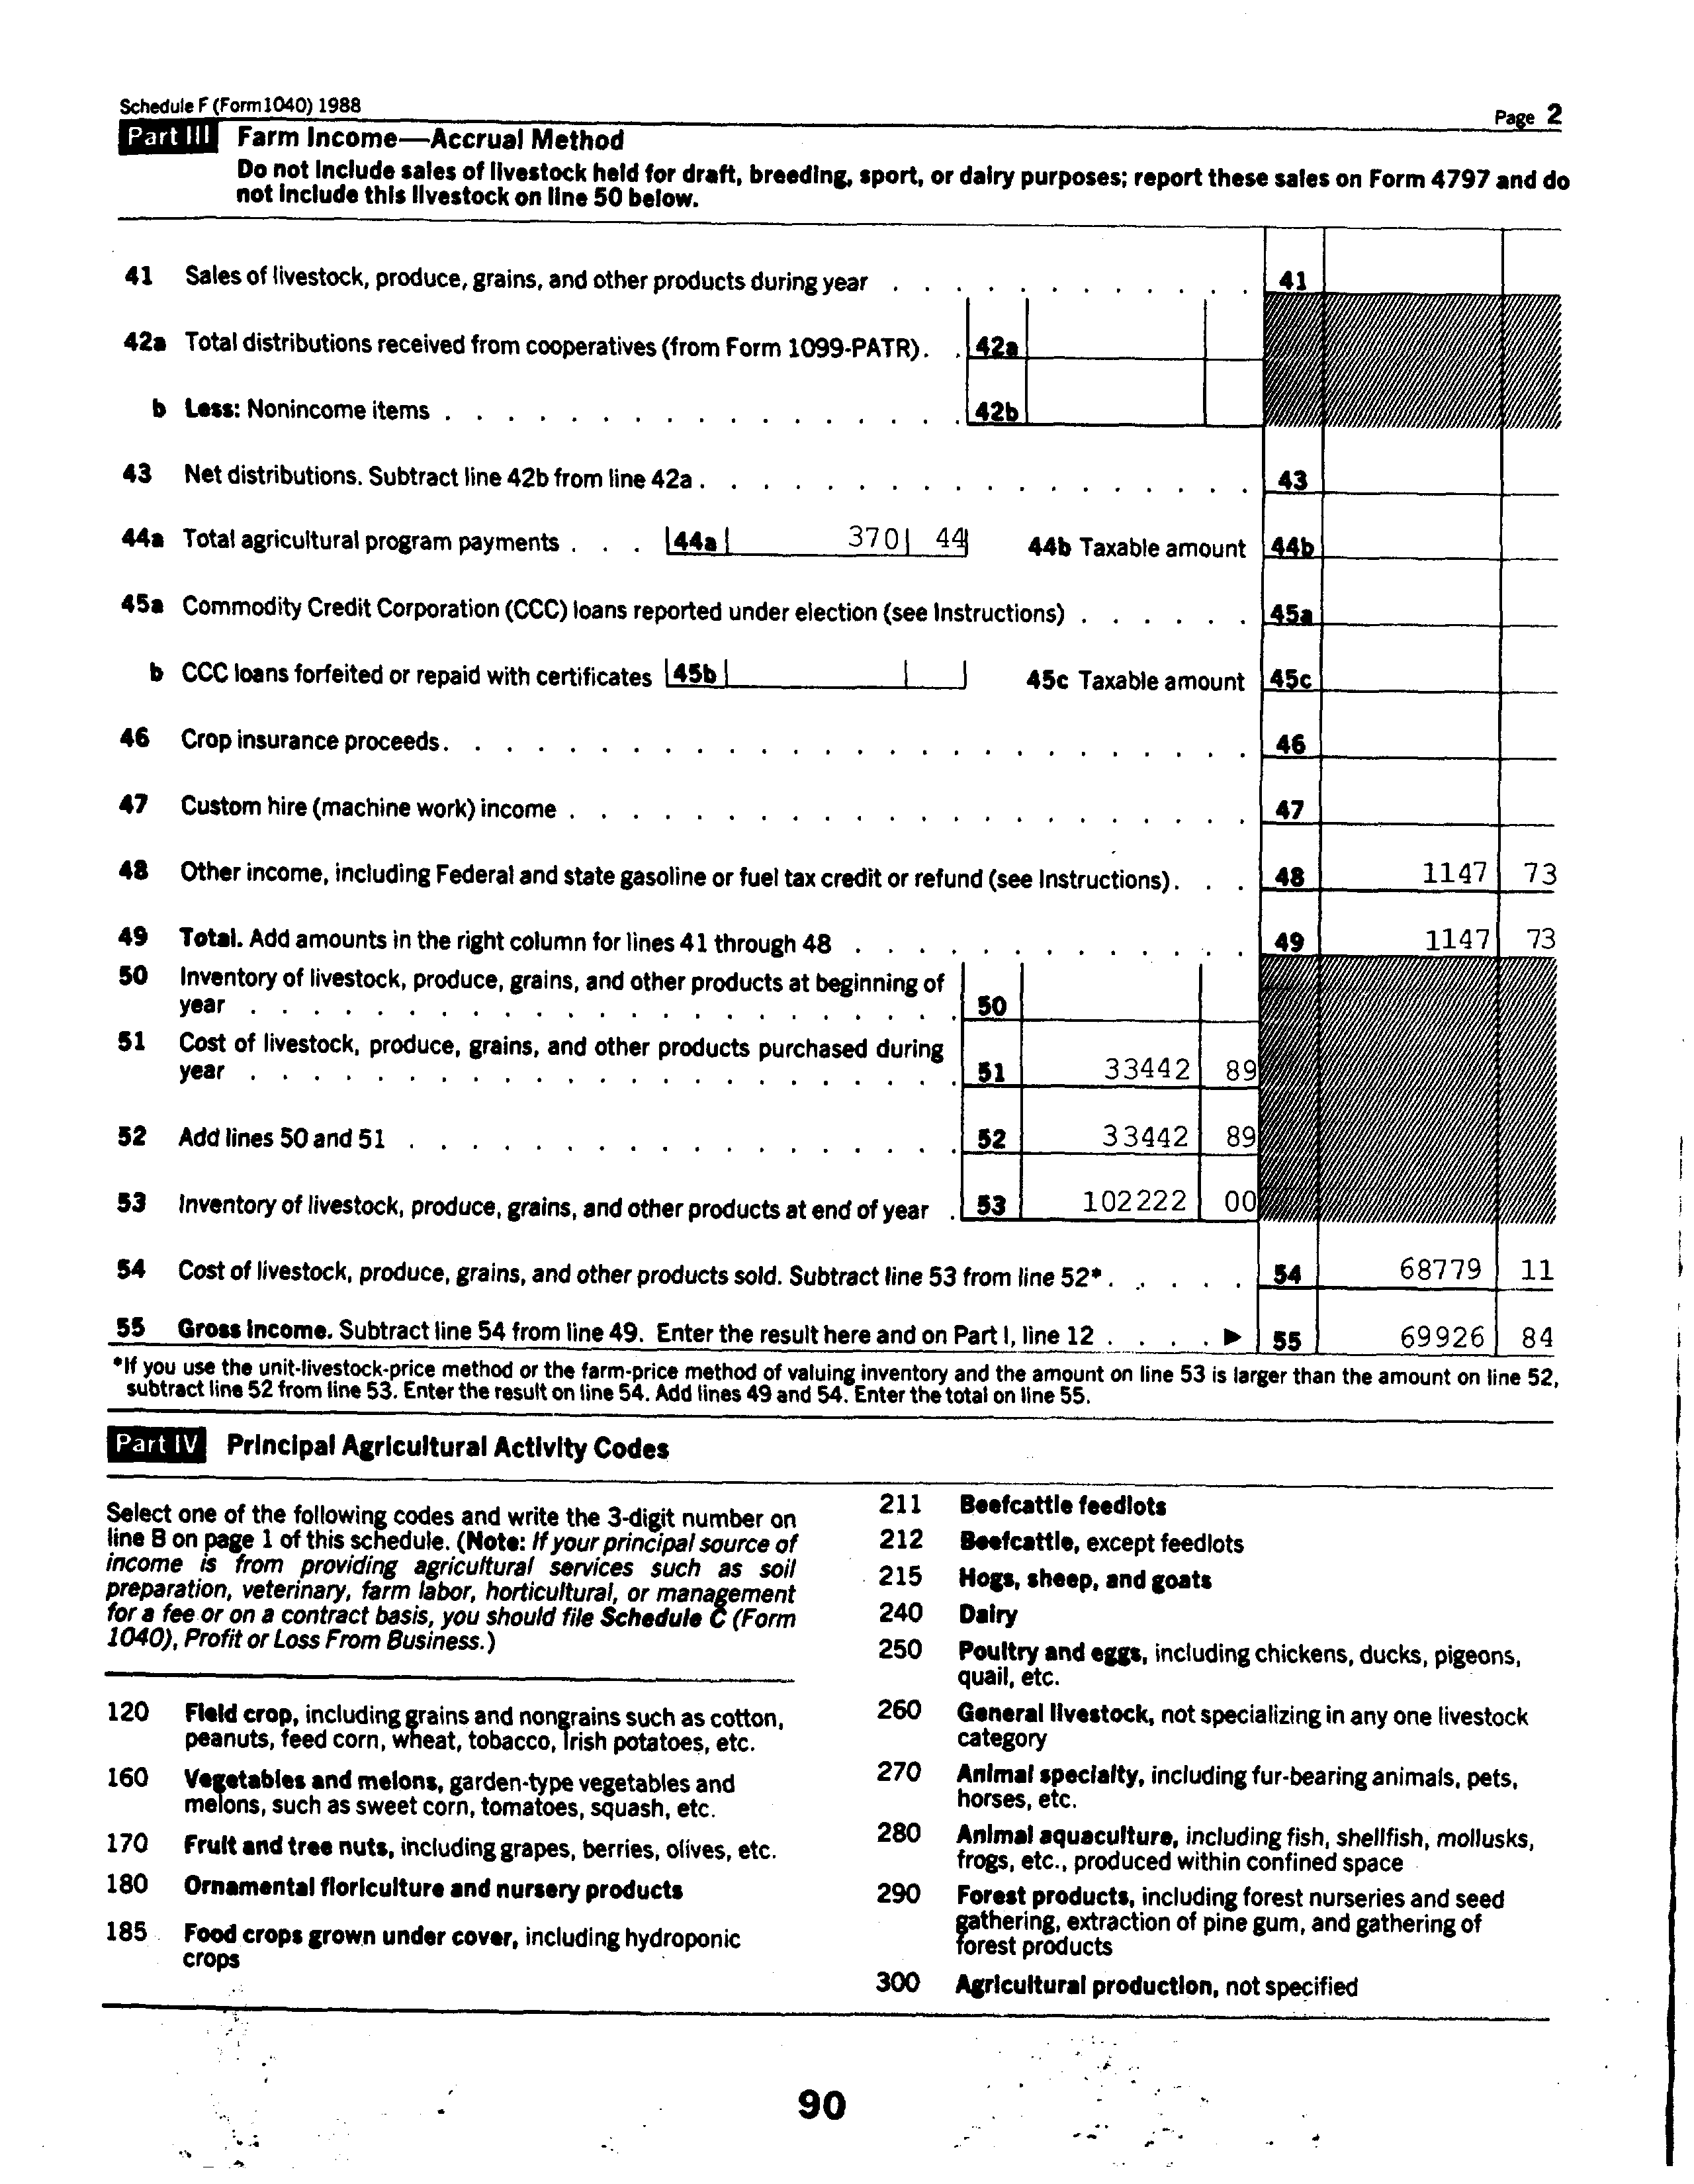 Schedule F (Form 1040) 1988
Page 2
Part III Farm Income—Accrual Method
Do not include sales of livestock held for draft, breeding, sport, or dairy purposes; report these sales on Form 4797 and do
not include this livestock on line 50 below.
41 Sales of livestock, produce, grains, and other products during year . . . . . . . . . . . . 41
42a Total distributions received from cooperatives (from Form 1099-PATR) . . 42a
b Less: Nonincome items . . . . . . . . . . . . . . . . . 42b
43 Net distributions. Subtract line 42b from line 42a . . . . . . . . . . . . . . . . . . 43
44a Total agricultural program payments . . . 44a 370 44 44b Taxable amount 44b
45a Commodity Credit Corporation (CCC) loans reported under election (see Instructions) . . . . . . 45a
b CCC loans forfeited or repaid with certificates 45b 45c Taxable amount 45c
46 Crop insurance proceeds . . . . . . . . . . . . . . . . . . . . . . . . . . 46
47 Custom hire (machine work) income . . . . . . . . . . . . . . . . . . . . . . 47
48 Other income, including Federal and state gasoline or fuel tax credit or refund (see Instructions) . . . 48 1147 73
49 Total. Add amounts in the right column for lines 41 through 48 . . . . . . . . . . . . . 49 1147 73
50 Inventory of livestock, produce, grains, and other products at beginning of
year . . . . . . . . . . . . . . . . . . . . . . . 50
51 Cost of livestock, produce, grains, and other products purchased during
year . . . . . . . . . . . . . . . . . . . . . . . 51 33442 89
52 Add lines 50 and 51 . . . . . . . . . . . . . . . . . . 52 33442 89
53 Inventory of livestock, produce, grains, and other products at end of year . 53 102222 00
54 Cost of livestock, produce, grains, and other products sold. Subtract line 53 from line 52* . . . . . 54 68779 11
55 Gross income. Subtract line 54 from line 49. Enter the result here and on Part I, line 12 . . . . ▶ 55 69926 84
*If you use the unit-livestock-price method or the farm-price method of valuing inventory and the amount on line 53 is larger than the amount on line 52,
subtract line 52 from line 53. Enter the result on line 54. Add lines 49 and 54. Enter the total on line 55.
Part IV Principal Agricultural Activity Codes
Select one of the following codes and write the 3-digit number on
line B on page 1 of this schedule. (Note: If your principal source of
income is from providing agricultural services such as soil
preparation, veterinary, farm labor, horticultural, or management
for a fee or on a contract basis, you should file Schedule C (Form
1040), Profit or Loss From Business.)
120 Field crop, including grains and nongrains such as cotton,
peanuts, feed corn, wheat, tobacco, Irish potatoes, etc.
160 Vegetables and melons, garden-type vegetables and
melons, such as sweet corn, tomatoes, squash, etc.
170 Fruit and tree nuts, including grapes, berries, olives, etc.
180 Ornamental floriculture and nursery products
185 Food crops grown under cover, including hydroponic
crops
211 Beefcattle feedlots
212 Beefcattle, except feedlots
215 Hogs, sheep, and goats
240 Dairy
250 Poultry and eggs, including chickens, ducks, pigeons,
quail, etc.
260 General livestock, not specializing in any one livestock
category
270 Animal specialty, including fur-bearing animals, pets,
horses, etc.
280 Animal aquaculture, including fish, shellfish, mollusks,
frogs, etc., produced within confined space
290 Forest products, including forest nurseries and seed
gathering, extraction of pine gum, and gathering of
forest products
300 Agricultural production, not specified
90